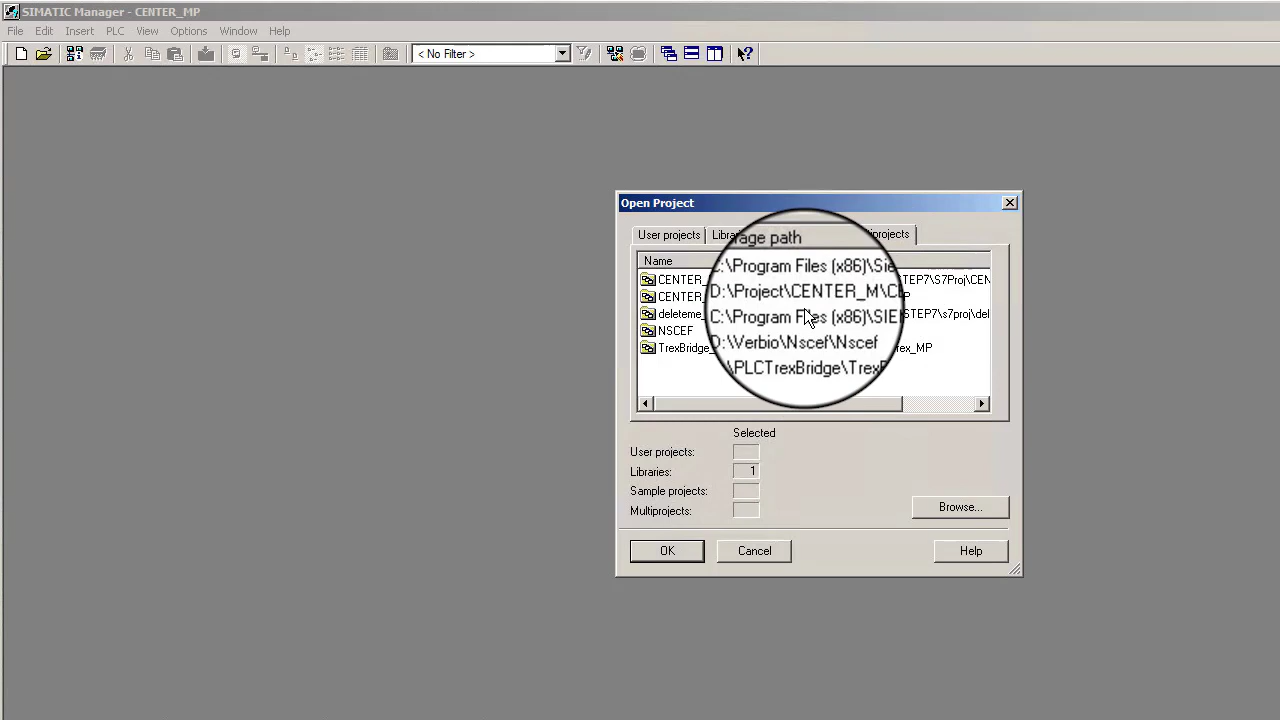 SIMATIC Manager - CENTER_MP
File Edit Insert PLC View Options Window Help
< No Filter >
Open Project
User projects
Name
rage path
CENTER_ C:\Program Files (x86)\Sie STEP7\S7Proj\CEN
CENTER_ D:\Project\CENTER_M\CE
deleteme_ C:\Program Files (x86)\SIE STEP7\s7proj\del
NSCEF D:\Verbio\Nscef\Nscef
TrexBridge_ \PLCTrexBridge\Trex rex_MP
Selected
User projects:
Libraries: 1
Sample projects:
Multiprojects:
Browse...
OK Cancel Help